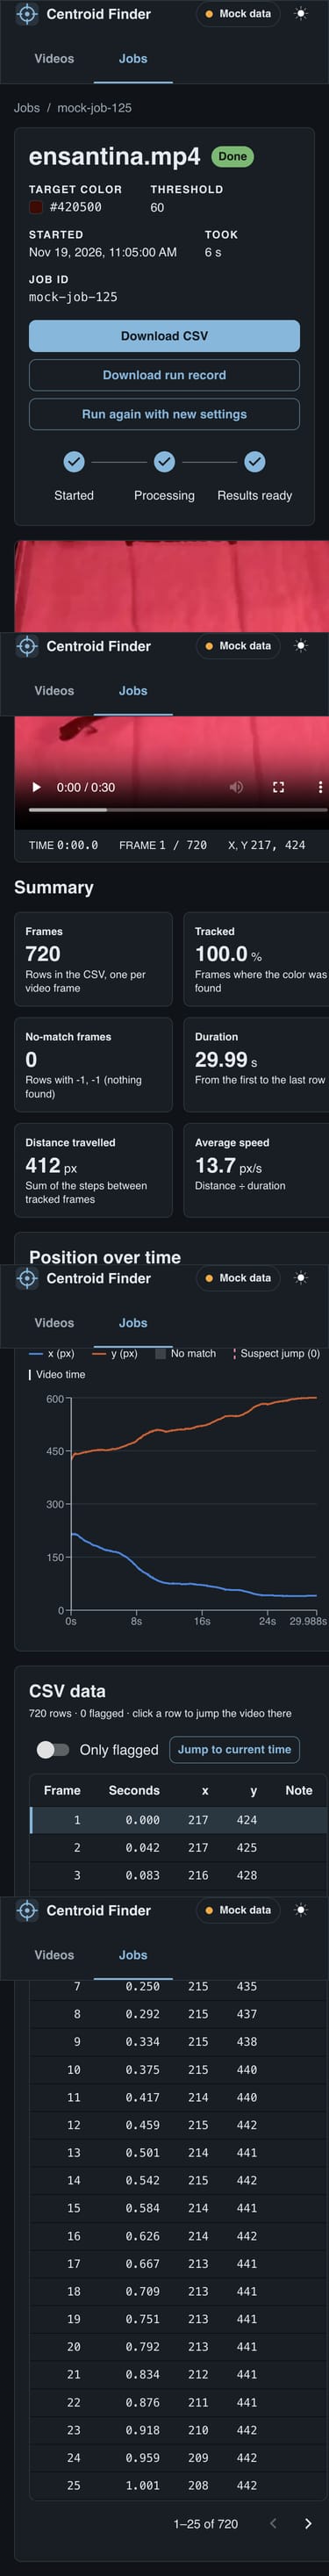 Centroid Finder Mock data
Videos Jobs
Jobs / mock-job-125
ensantina.mp4 Done
TARGET COLOR THRESHOLD
#420500 60
STARTED TOOK
Nov 19, 2026, 11:05:00 AM 6 s
JOB ID
mock-job-125
Download CSV
Download run record
Run again with new settings
Started Processing Results ready
Centroid Finder Mock data
Videos Jobs
0:00 / 0:30
TIME 0:00.0 FRAME 1 / 720 X, Y 217, 424
Summary
Frames Tracked
720 100.0 %
Rows in the CSV, one per Frames where the color was
video frame found
No-match frames Duration
0 29.99 s
Rows with -1, -1 (nothing From the first to the last row
found)
Distance travelled Average speed
412 px 13.7 px/s
Sum of the steps between Distance ÷ duration
tracked frames
Position over time
Centroid Finder Mock data
Videos Jobs
x (px) y (px) No match Suspect jump (0)
Video time
600
450
300
150
0
0s 8s 16s 24s 29.988s
CSV data
720 rows · 0 flagged · click a row to jump the video there
Only flagged Jump to current time
Frame Seconds x y Note
1 0.000 217 424
2 0.042 217 425
3 0.083 216 428
Centroid Finder Mock data
Videos Jobs
7 0.250 215 435
8 0.292 215 437
9 0.334 215 438
10 0.375 215 440
11 0.417 214 440
12 0.459 215 442
13 0.501 214 441
14 0.542 215 442
15 0.584 214 441
16 0.626 214 442
17 0.667 213 441
18 0.709 213 441
19 0.751 213 441
20 0.792 213 441
21 0.834 212 441
22 0.876 211 441
23 0.918 210 442
24 0.959 209 442
25 1.001 208 442
1–25 of 720